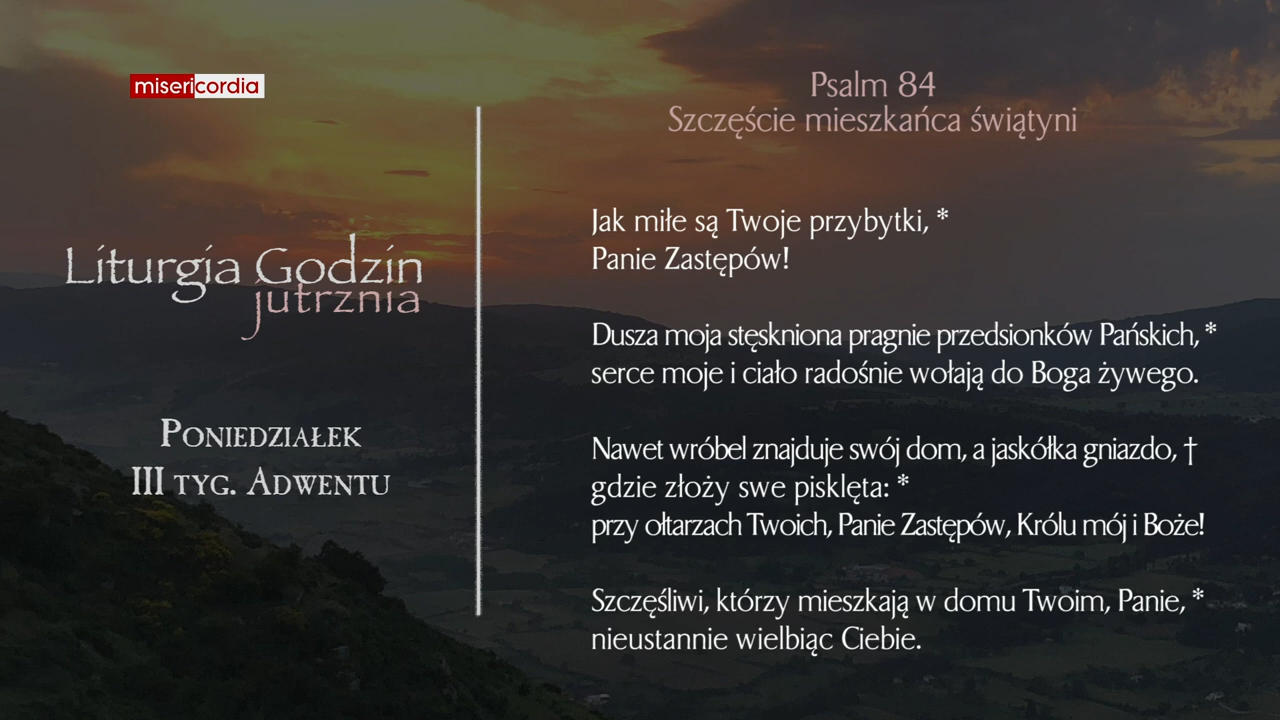 misericordia
Liturgia Godzin
jutrznia
Poniedziałek
III tyg. Adwentu
Psalm 84
Szczęście mieszkańca świątyni
Jak miłe są Twoje przybytki, *
Panie Zastępów!
Dusza moja stęskniona pragnie przedsionków Pańskich, *
serce moje i ciało radośnie wołają do Boga żywego.
Nawet wróbel znajduje swój dom, a jaskółka gniazdo, †
gdzie złoży swe pisklęta: *
przy ołtarzach Twoich, Panie Zastępów, Królu mój i Boże!
Szczęśliwi, którzy mieszkają w domu Twoim, Panie, *
nieustannie wielbiąc Ciebie.